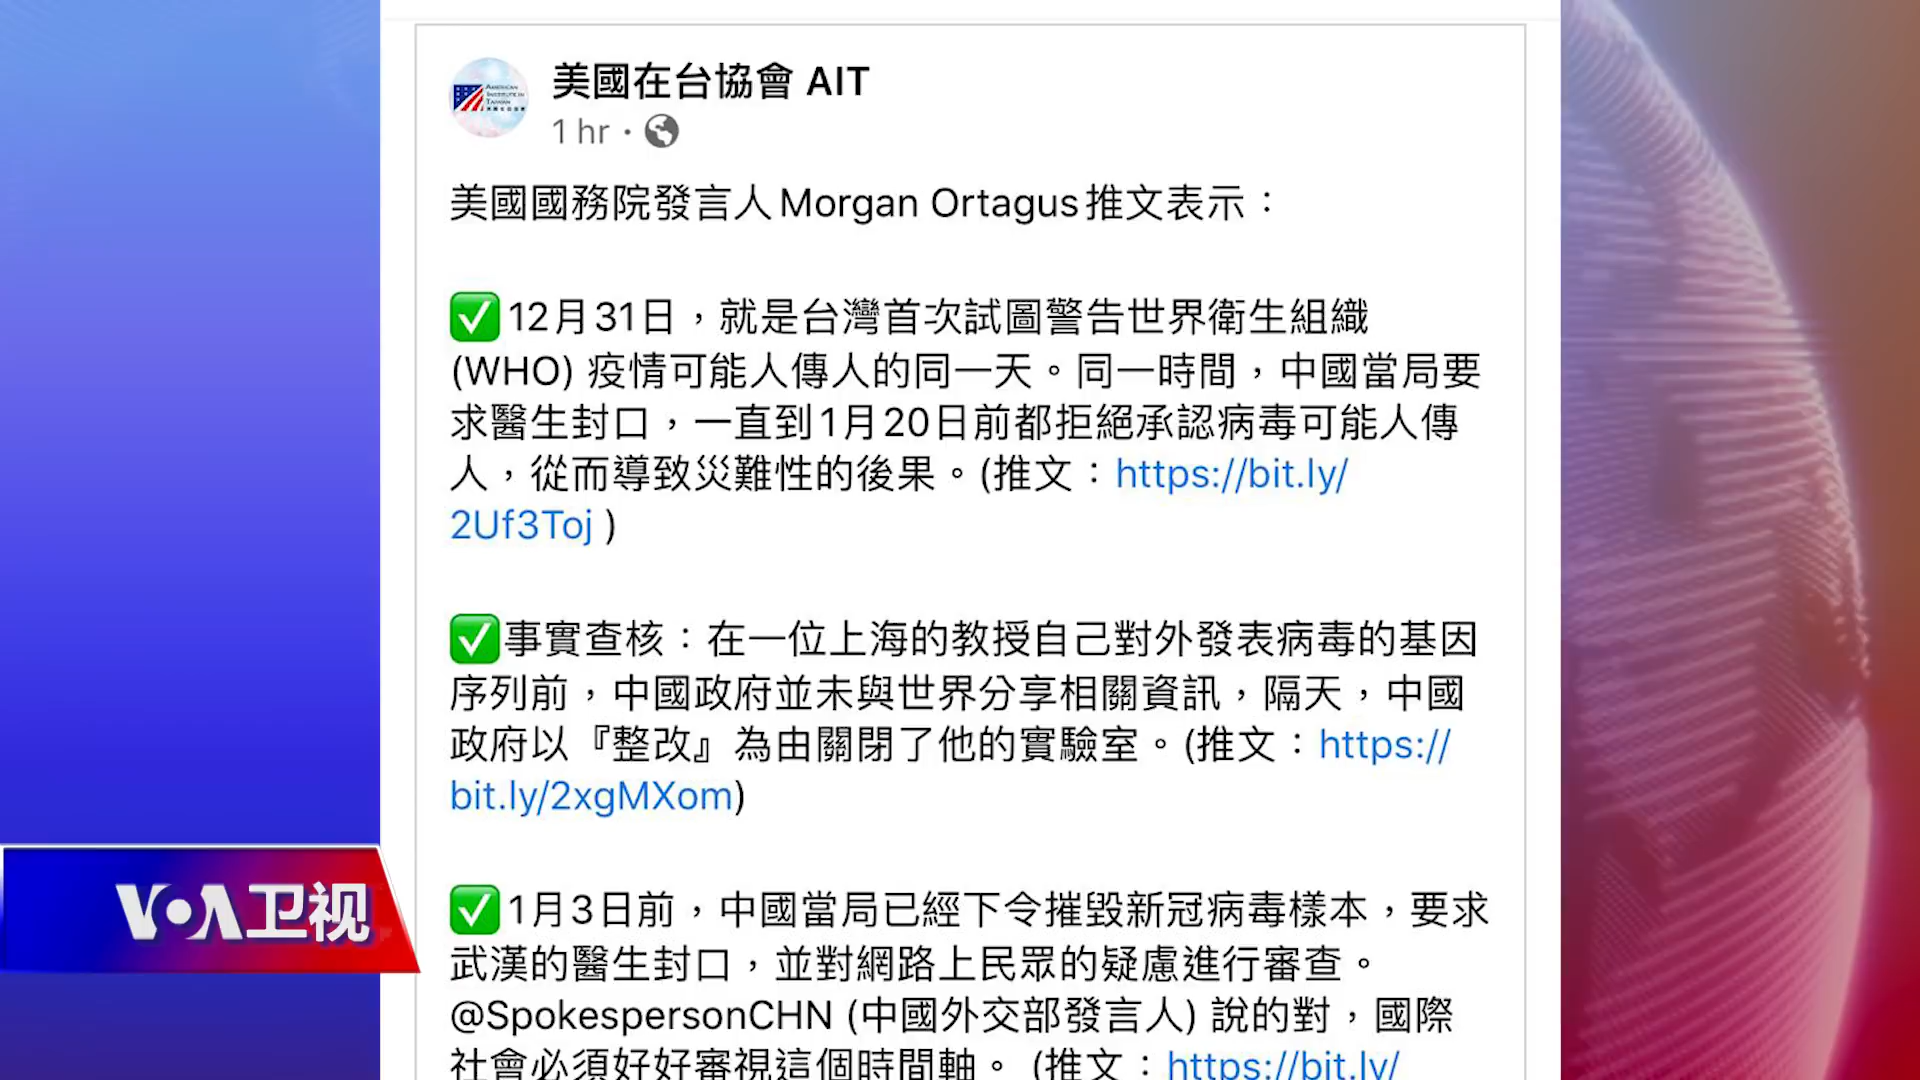 美國在台協會 AIT
AMERICAN
INSTITUTE IN
TAIWAN
1 hr ·
美國國務院發言人Morgan Ortagus推文表示：
✅12月31日，就是台灣首次試圖警告世界衛生組織
(WHO) 疫情可能人傳人的同一天。同一時間，中國當局要
求醫生封口，一直到1月20日前都拒絕承認病毒可能人傳
人，從而導致災難性的後果。(推文：https://bit.ly/
2Uf3Toj )
✅事實查核：在一位上海的教授自己對外發表病毒的基因
序列前，中國政府並未與世界分享相關資訊，隔天，中國
政府以『整改』為由關閉了他的實驗室。(推文：https://
bit.ly/2xgMXom)
✅1月3日前，中國當局已經下令摧毀新冠病毒樣本，要求
武漢的醫生封口，並對網路上民眾的疑慮進行審查。
@SpokespersonCHN (中國外交部發言人) 說的對，國際
社會必須好好審視這個時間軸。 (推文：https://bit.ly/
VOA卫视